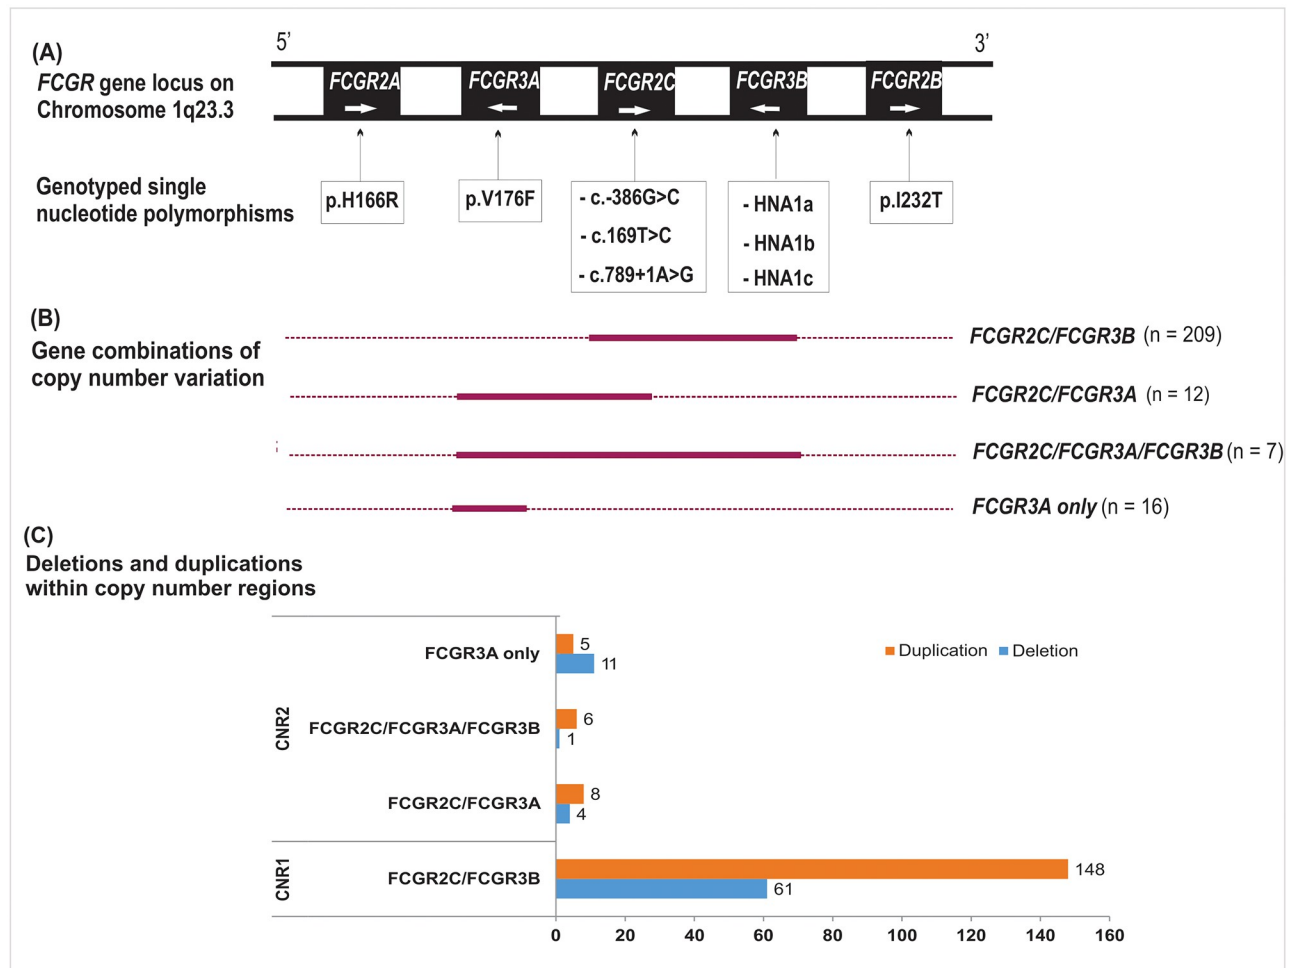 (A)
5’
3’
FCGR gene locus on
Chromosome 1q23.3
FCGR2A
FCGR3A
FCGR2C
FCGR3B
FCGR2B
Genotyped single
nucleotide polymorphisms
p.H166R
p.V176F
- c.-386G>C
- c.169T>C
- c.789+1A>G
- HNA1a
- HNA1b
- HNA1c
p.I232T
(B)
Gene combinations of
copy number variation
FCGR2C/FCGR3B (n = 209)
FCGR2C/FCGR3A (n = 12)
FCGR2C/FCGR3A/FCGR3B (n = 7)
FCGR3A only (n = 16)
(C)
Deletions and duplications
within copy number regions
Duplication Deletion
CNR2
FCGR3A only
5
11
FCGR2C/FCGR3A/FCGR3B
6
1
FCGR2C/FCGR3A
8
4
CNR1
FCGR2C/FCGR3B
148
61
0 20 40 60 80 100 120 140 160